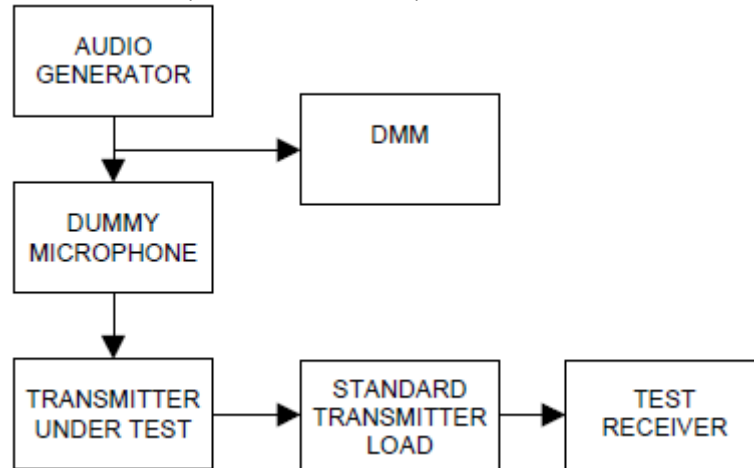 AUDIO
GENERATOR
DMM
DUMMY
MICROPHONE
TRANSMITTER
UNDER TEST
STANDARD
TRANSMITTER
LOAD
TEST
RECEIVER